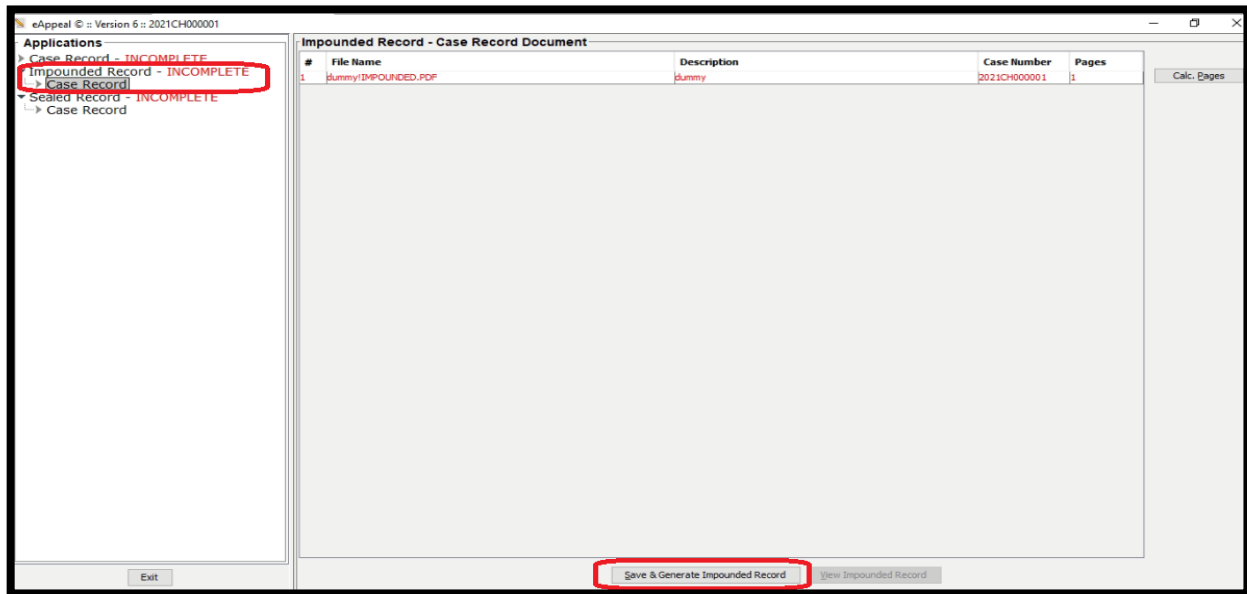 eAppeal © :: Version 6 :: 2021CH000001
Applications
Case Record - INCOMPLETE
Impounded Record - INCOMPLETE
Case Record
Sealed Record - INCOMPLETE
Case Record
Exit
Impounded Record - Case Record Document
# File Name Description Case Number Pages
1 dummy!IMPOUNDED.PDF dummy 2021CH000001 1
Calc. Pages
Save & Generate Impounded Record View Impounded Record